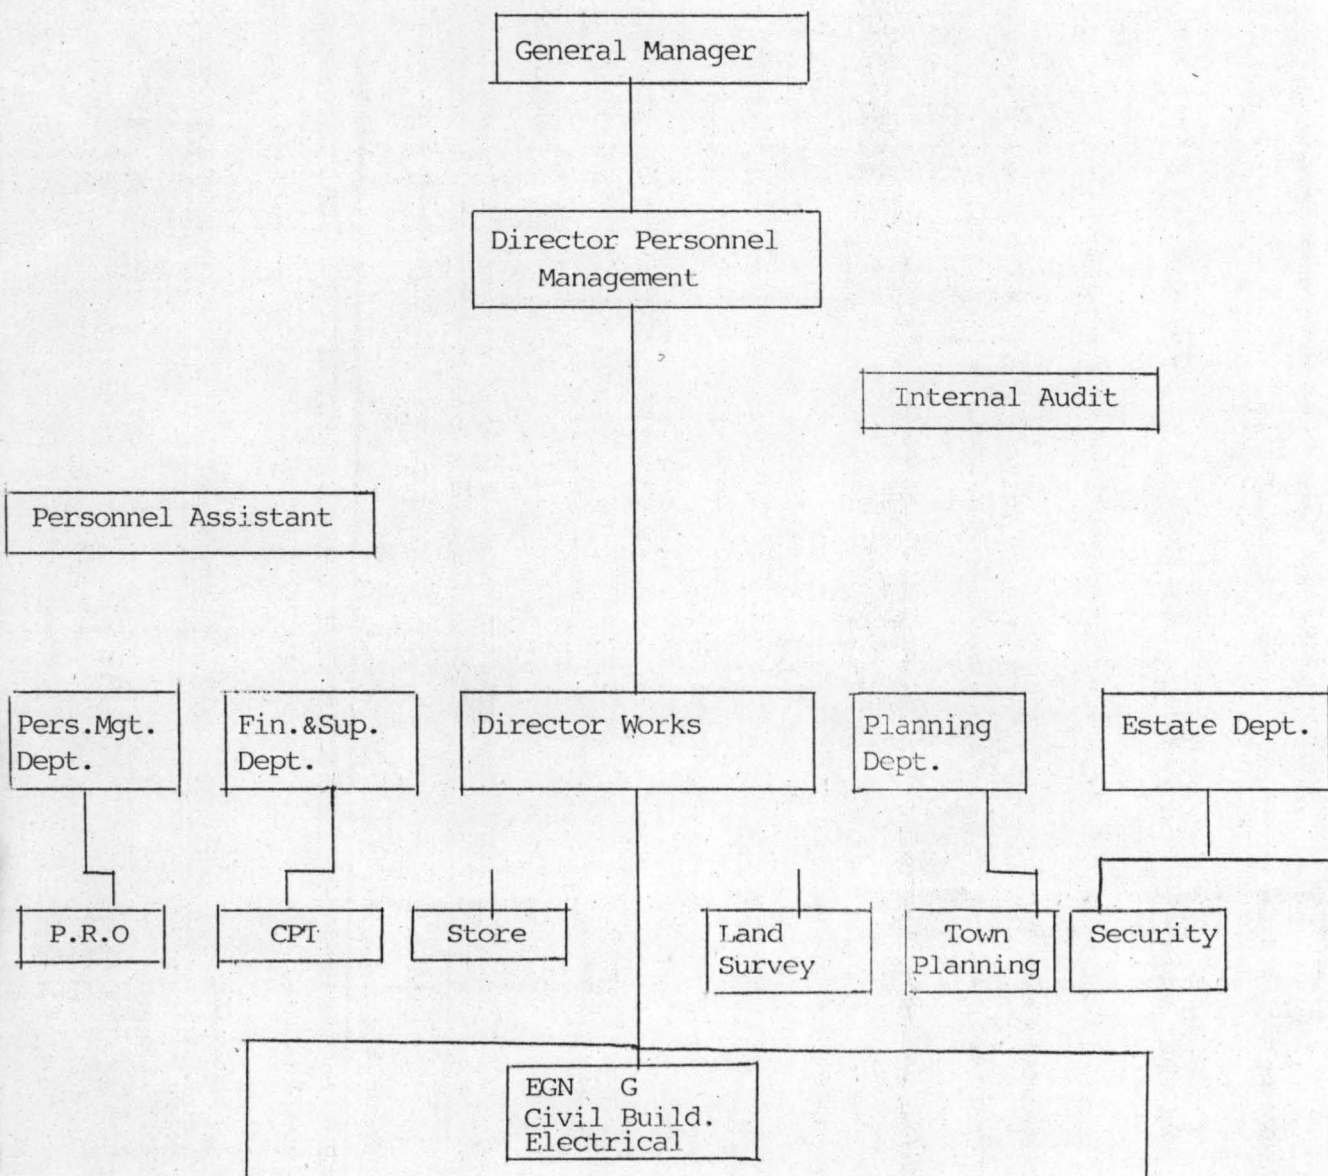 General Manager
Director Personnel
Management
Internal Audit
Personnel Assistant
Pers.Mgt.
Dept.
Fin.&Sup.
Dept.
Director Works
Planning
Dept.
Estate Dept.
P.R.O
CPT
Store
Land
Survey
Town
Planning
Security
EGN G
Civil Build.
Electrical